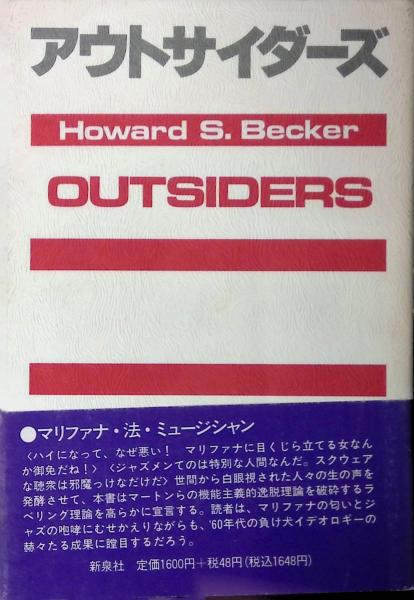 アウトサイダーズ
Howard S. Becker
OUTSIDERS
●マリファナ・法・ミュージシャン
〈ハイになって、なぜ悪い！ マリファナに目くじら立てる女なん
か御免だね！〉〈ジャズメンてのは特別な人間なんだ。スクウェア
な聴衆は邪魔っけなだけだ〉世間から白眼視された人々の生の声を
発酵させて、本書はマートンらの機能主義的逸脱理論を破砕するラ
ベリング理論を高らかに宣言する。読者は、マリファナの匂いとジ
ャズの咆哮にむせかえりながらも、'60年代の負け犬イデオロギーの
赫々たる成果に瞠目するだろう。
新泉社 定価1600円＋税48円(税込1648円)